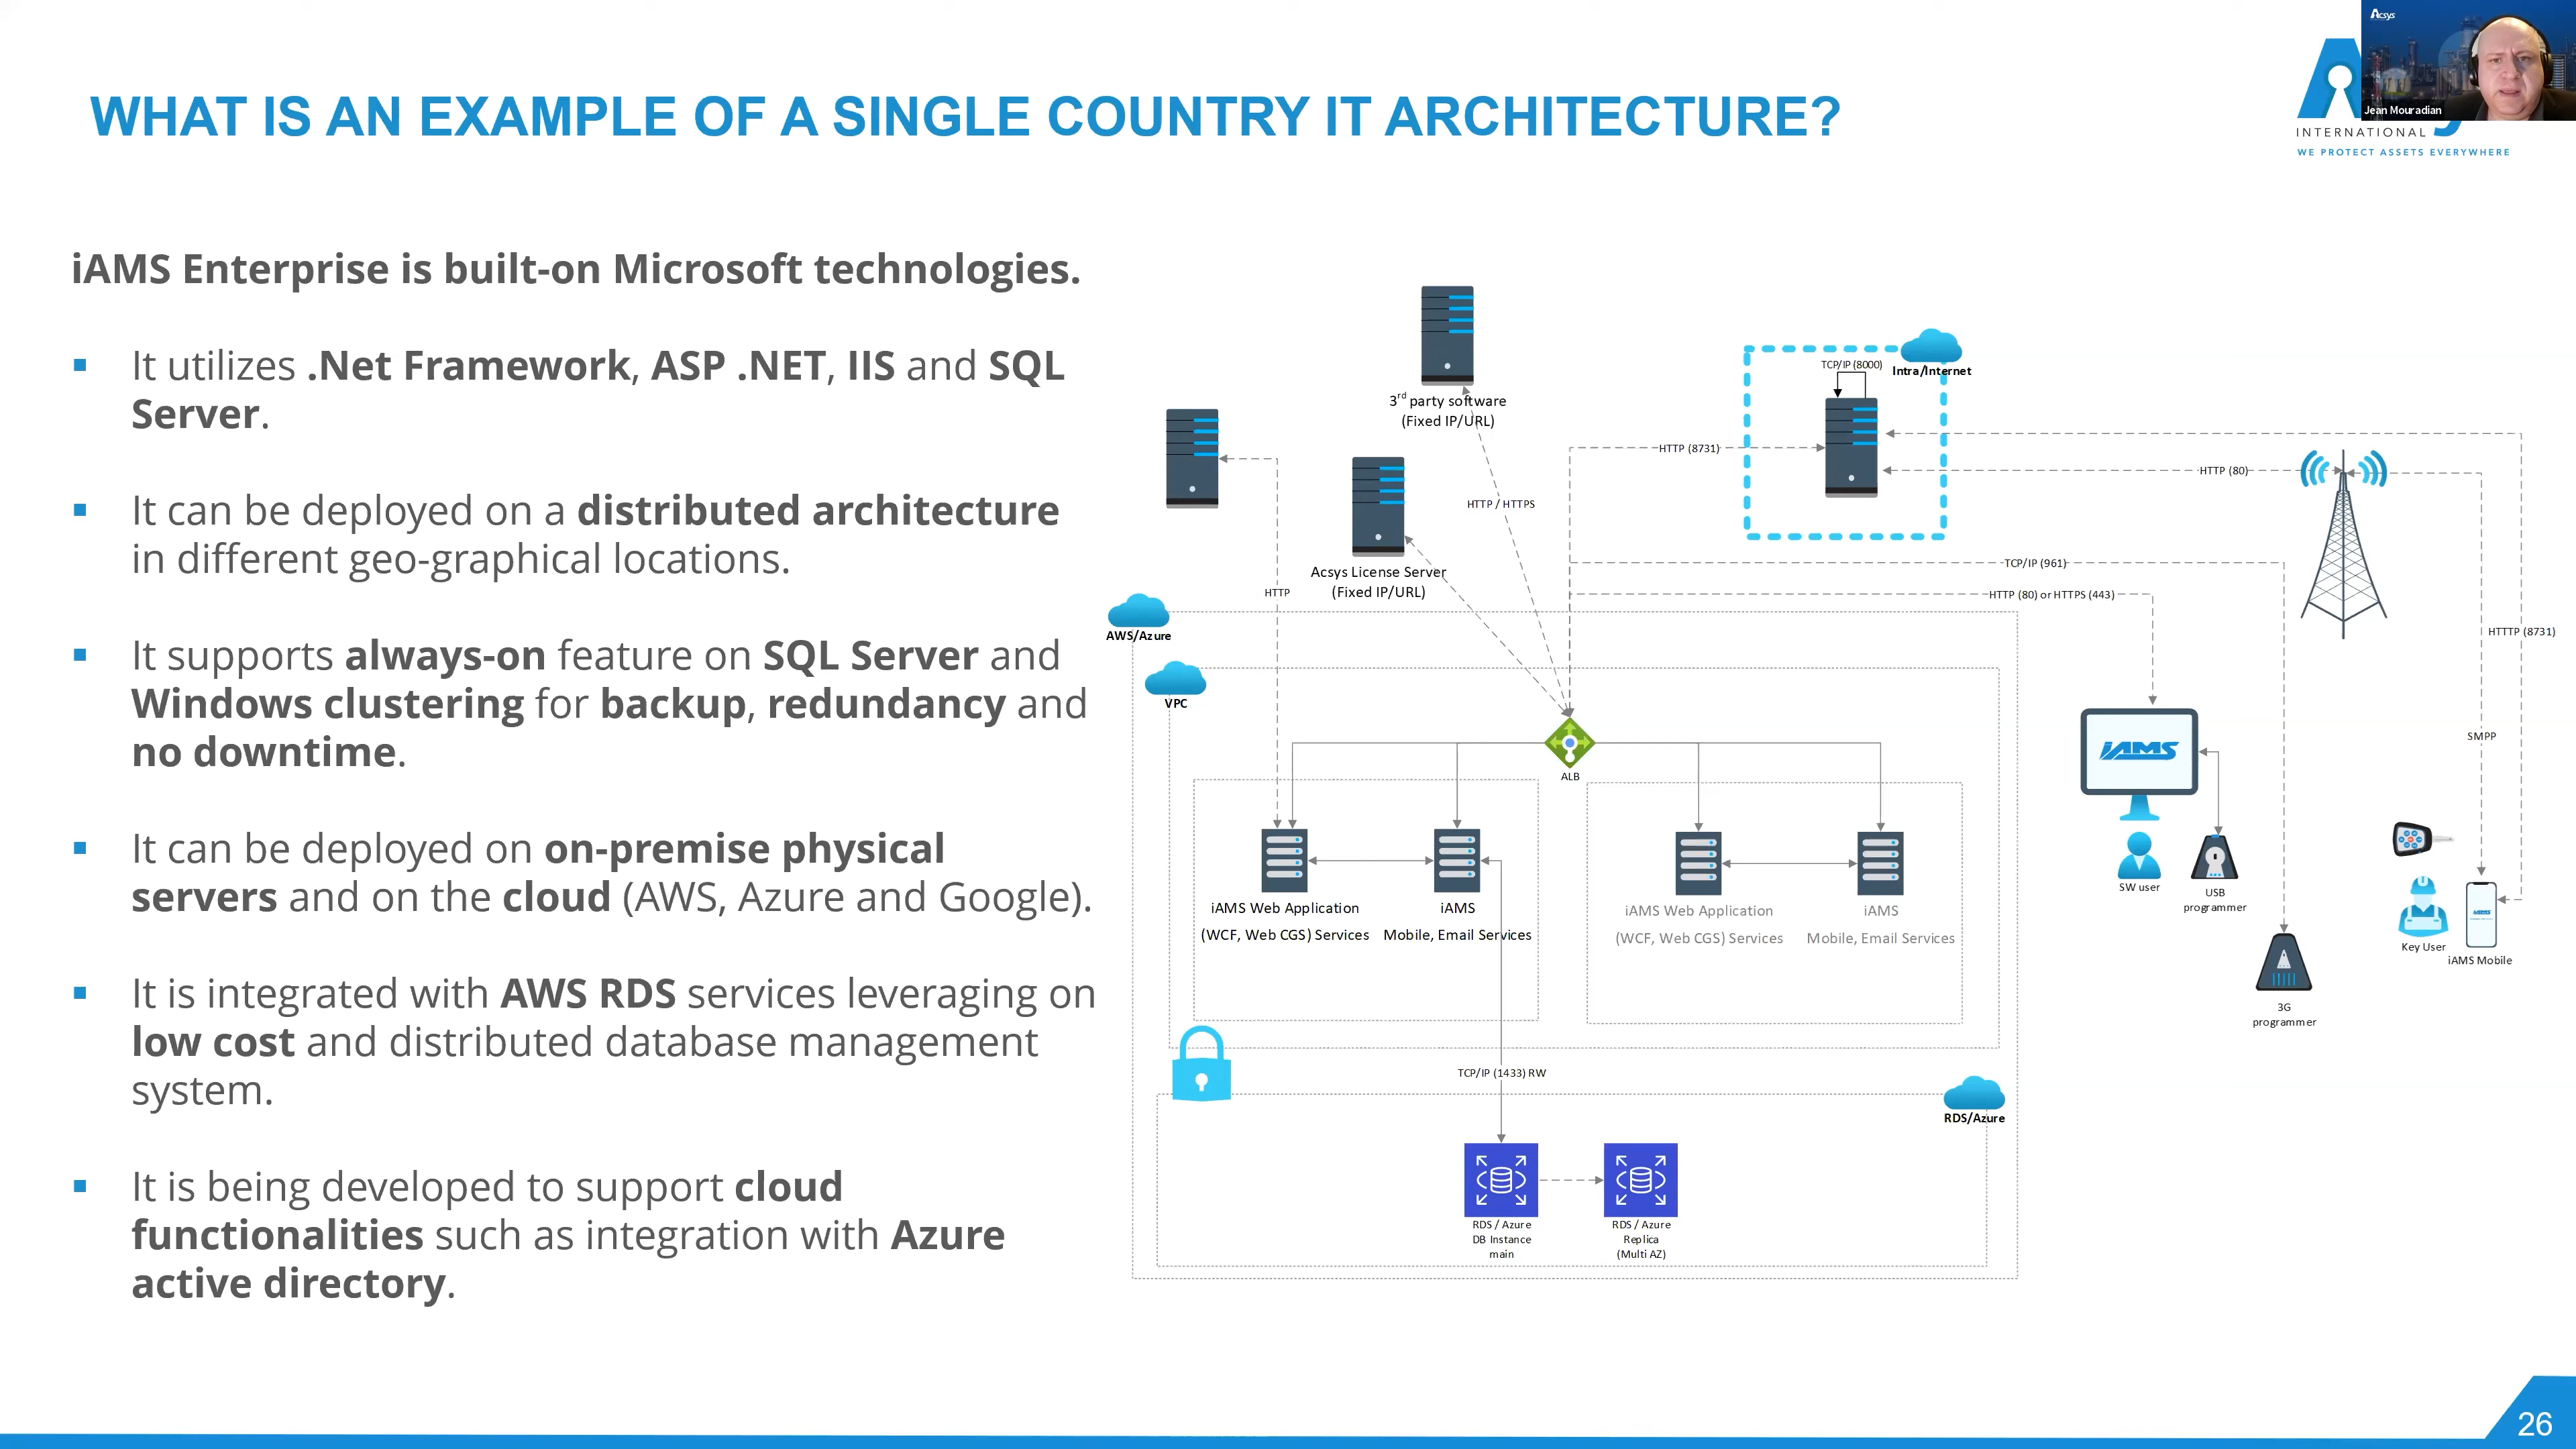 Acsys
Jean Mouradian
WHAT IS AN EXAMPLE OF A SINGLE COUNTRY IT ARCHITECTURE?
INTERNATIONAL
WE PROTECT ASSETS EVERYWHERE
iAMS Enterprise is built-on Microsoft technologies.
It utilizes .Net Framework, ASP .NET, IIS and SQL
Server.
It can be deployed on a distributed architecture
in different geo-graphical locations.
It supports always-on feature on SQL Server and
Windows clustering for backup, redundancy and
no downtime.
It can be deployed on on-premise physical
servers and on the cloud (AWS, Azure and Google).
It is integrated with AWS RDS services leveraging on
low cost and distributed database management
system.
It is being developed to support cloud
functionalities such as integration with Azure
active directory.
3rd party software
(Fixed IP/URL)
TCP/IP (8000)
Intra/Internet
HTTP (8731)
HTTP (80)
HTTP / HTTPS
Acsys License Server
(Fixed IP/URL)
HTTP
TCP/IP (961)
HTTP (80) or HTTPS (443)
HTTTP (8731)
AWS/Azure
VPC
SMPP
ALB
iAMS
SW user
USB
programmer
iAMS Web Application
(WCF, Web CGS) Services
iAMS
Mobile, Email Services
iAMS Web Application
(WCF, Web CGS) Services
iAMS
Mobile, Email Services
Key User
iAMS Mobile
3G
programmer
TCP/IP (1433) RW
RDS/Azure
RDS / Azure
DB Instance
main
RDS / Azure
Replica
(Multi AZ)
26